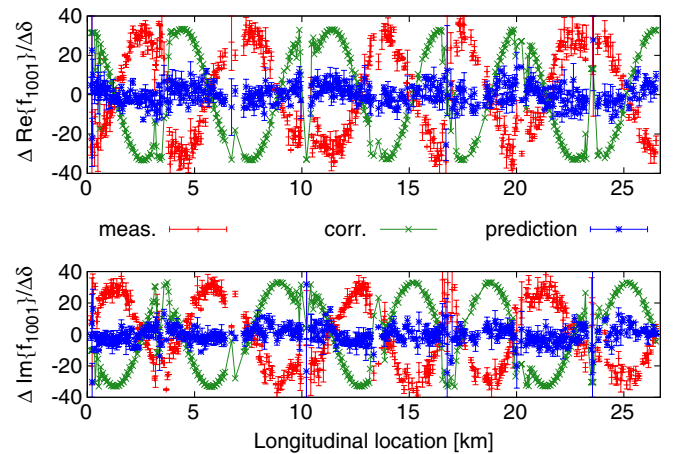 Δ Re{f1001}/Δδ
40
20
0
-20
-40
0 5 10 15 20 25
meas. corr. prediction
Δ Im{f1001}/Δδ
40
20
0
-20
-40
0 5 10 15 20 25
Longitudinal location [km]